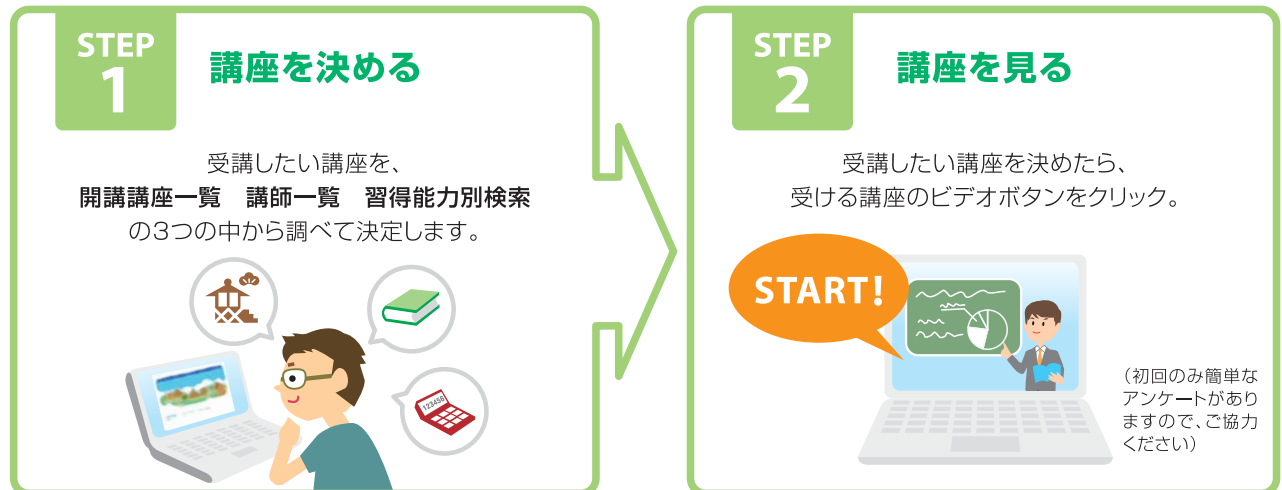 STEP
1
講座を決める
受講したい講座を、
開講講座一覧　講師一覧　習得能力別検索
の3つの中から調べて決定します。
123456
STEP
2
講座を見る
受講したい講座を決めたら、
受ける講座のビデオボタンをクリック。
START!
（初回のみ簡単な
アンケートがあり
ますので、ご協力
ください）